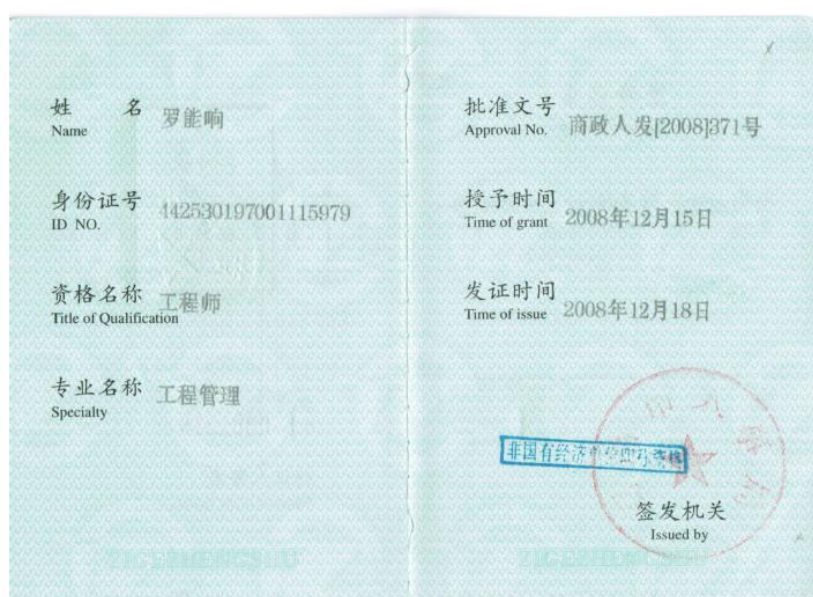 姓 名 罗能响
Name
身份证号 442530197001115979
ID NO.
资格名称 工程师
Title of Qualification
专业名称 工程管理
Specialty
ZIGEZHENGSHU
批准文号 商政人发[2008]371号
Approval No.
授予时间 2008年12月15日
Time of grant
发证时间 2008年12月18日
Time of issue
非国有经济单位
签发机关
Issued by
ZIGEZHENGSHU